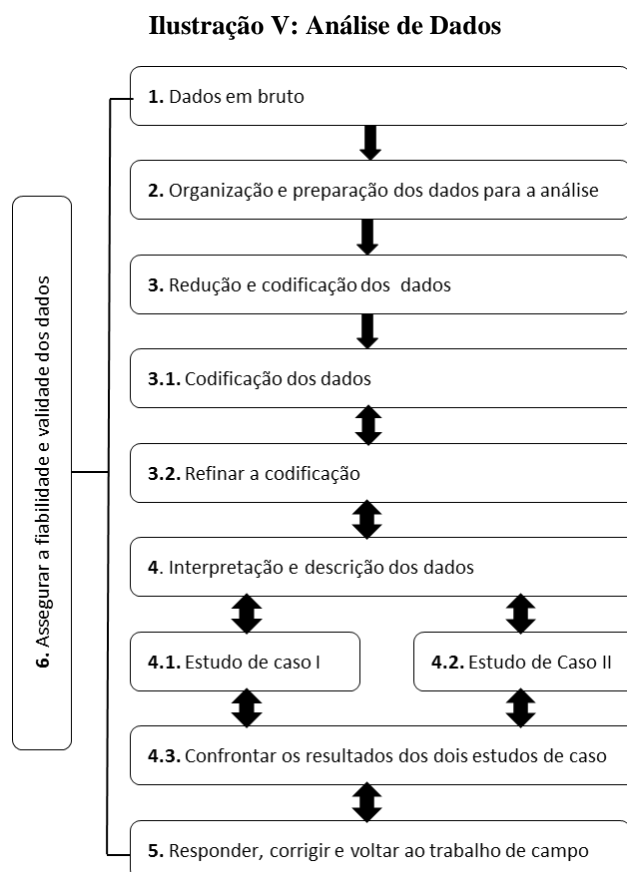 Ilustração V: Análise de Dados
1. Dados em bruto
2. Organização e preparação dos dados para a análise
3. Redução e codificação dos dados
3.1. Codificação dos dados
3.2. Refinar a codificação
4. Interpretação e descrição dos dados
4.1. Estudo de caso I
4.2. Estudo de Caso II
4.3. Confrontar os resultados dos dois estudos de caso
5. Responder, corrigir e voltar ao trabalho de campo
6. Assegurar a fiabilidade e validade dos dados